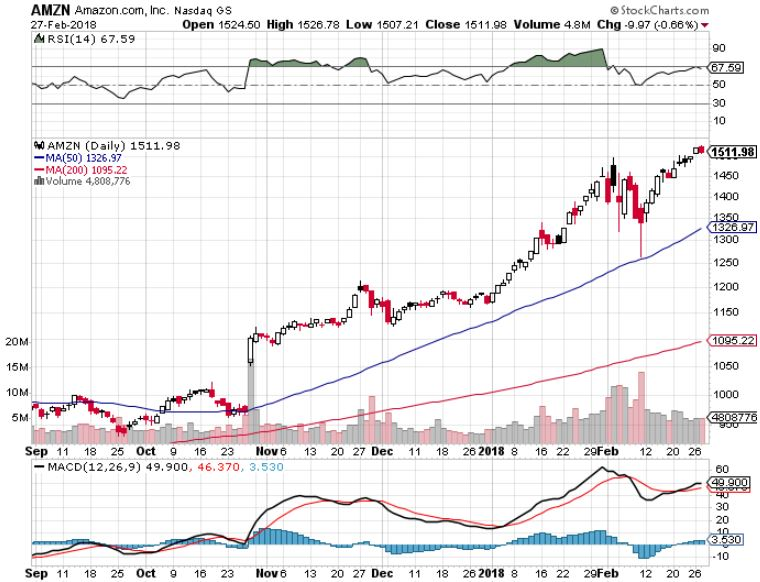 AMZN Amazon.com, Inc. Nasdaq GS © StockCharts.com
27-Feb-2018 Open 1524.50 High 1526.78 Low 1507.21 Close 1511.98 Volume 4.8M Chg -9.97 (-0.66%)
RSI(14) 67.59
90
67.59
50
30
10
AMZN (Daily) 1511.98
MA(50) 1326.97
MA(200) 1095.22
Volume 4,808,776
1511.98
1450
1400
1350
1326.97
1300
1250
1200
1150
1095.22
1050
1000
4808776
950
20M
15M
10M
5M
Sep 11 18 25 Oct 9 16 23 Nov 6 13 20 Dec 11 18 2018 8 16 22 29 Feb 12 20 26
MACD(12,26,9) 49.900, 46.370, 3.530
60
49.900
40
30
20
10
3.530
-10
Sep 11 18 25 Oct 9 16 23 Nov 6 13 20 Dec 11 18 2018 8 16 22 29 Feb 12 20 26